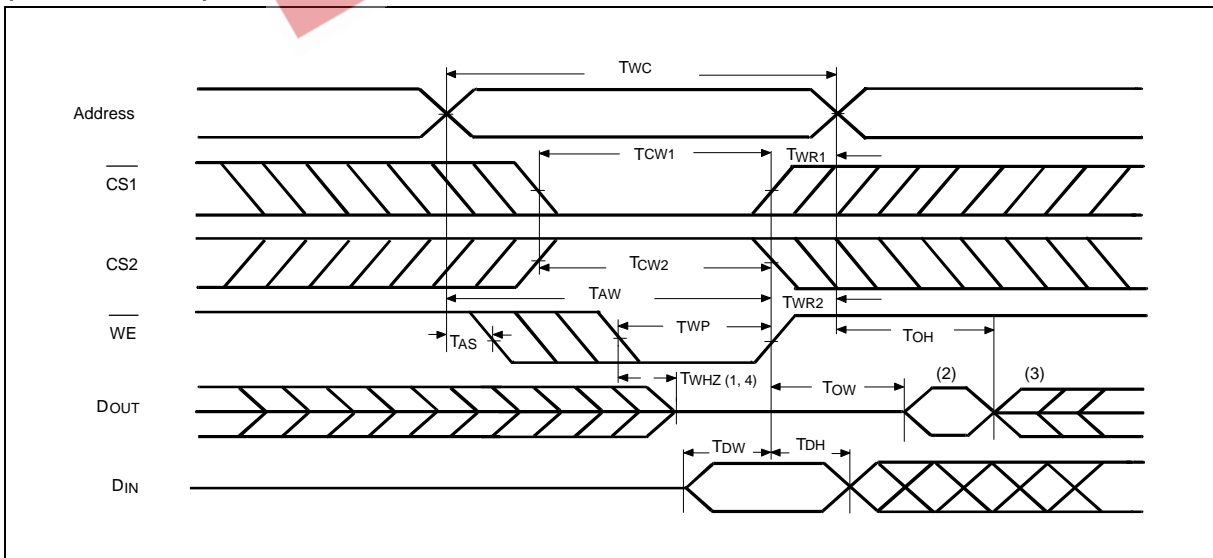 TWC
Address
TCW1
TWR1
CS1
CS2
TCW2
TAW
TWR2
WE
TAS
TWP
TOH
TWHZ (1, 4)
TOW
(2)
(3)
DOUT
TDW
TDH
DIN